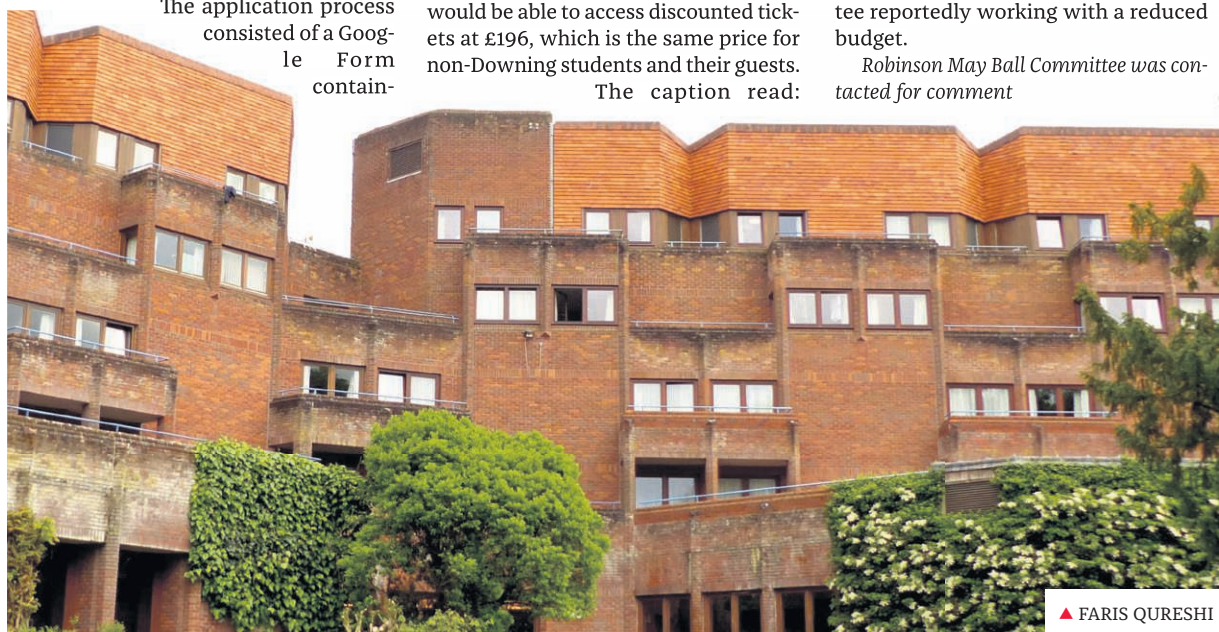 The application process
consisted of a Goog-
le Form
contain-
would be able to access discounted tick-
ets at £196, which is the same price for
non-Downing students and their guests.
The caption read:
tee reportedly working with a reduced
budget.
Robinson May Ball Committee was con-
tacted for comment
▲ FARIS QURESHI